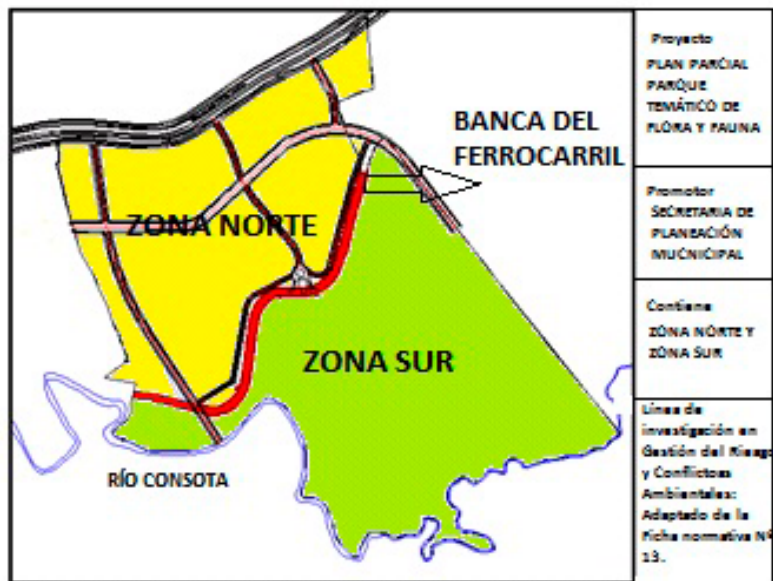 BANCA DEL
FERROCARRIL
ZONA NORTE
ZONA SUR
RÍO CONSOTA
Proyecto
PLAN PARCIAL
PARQUE
TEMÁTICO DE
FLORA Y FAUNA
Promotor
SECRETARIA DE
PLANEACIÓN
MUCNICIPAL
Contiene
ZONA NORTE Y
ZONA SUR
Línea de
investigación en
Gestión del Riesgo
y Conflictos
Ambientales:
Adaptado de la
Ficha normativa Nº
13.